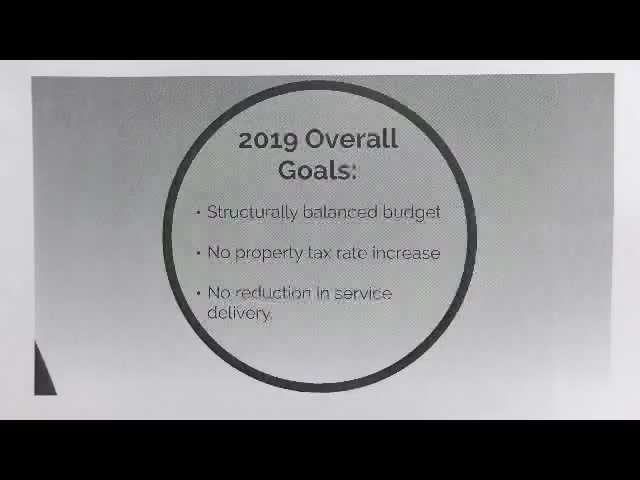 2019 Overall
Goals:
• Structurally balanced budget
• No property tax rate increase
• No reduction in service
delivery.